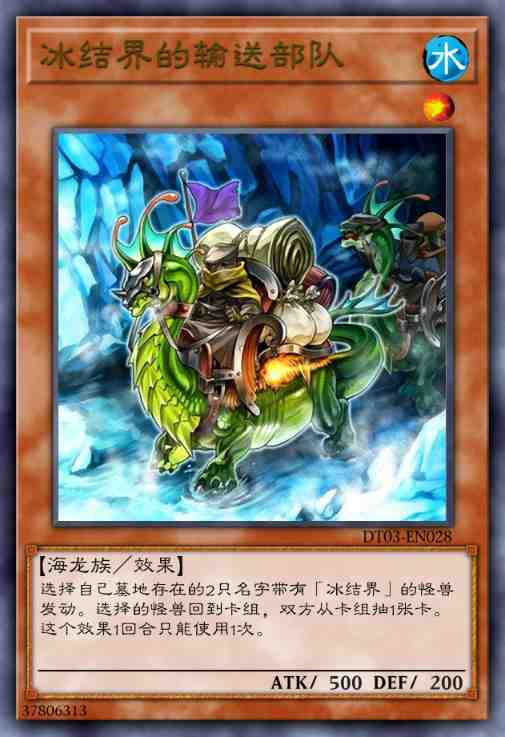 冰结界的输送部队
水
DT03-EN028
【海龙族／效果】
选择自己墓地存在的2只名字带有「冰结界」的怪兽
发动。选择的怪兽回到卡组，双方从卡组抽1张卡。
这个效果1回合只能使用1次。
ATK/ 500 DEF/ 200
37806313